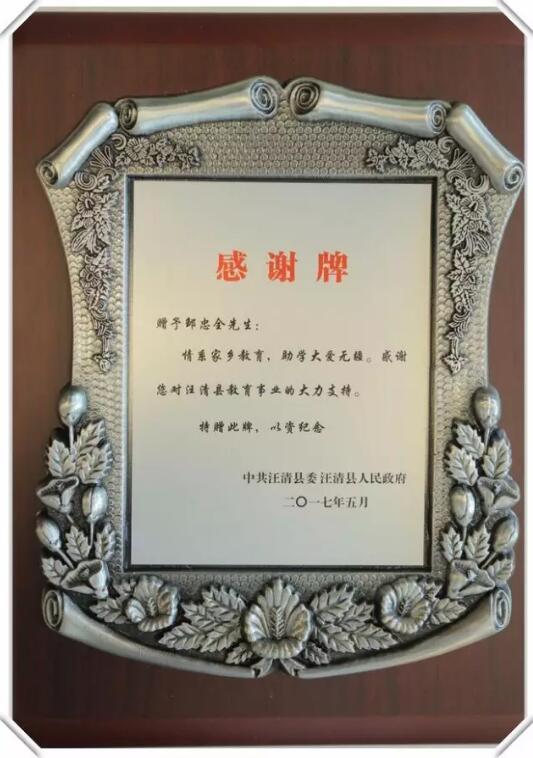 感谢牌
赠予邹忠全先生：
情系家乡教育，助学大爱无疆。感谢
您对汪清县教育事业的大力支持。
特赠此牌，以资纪念
中共汪清县委 汪清县人民政府
二〇一七年五月